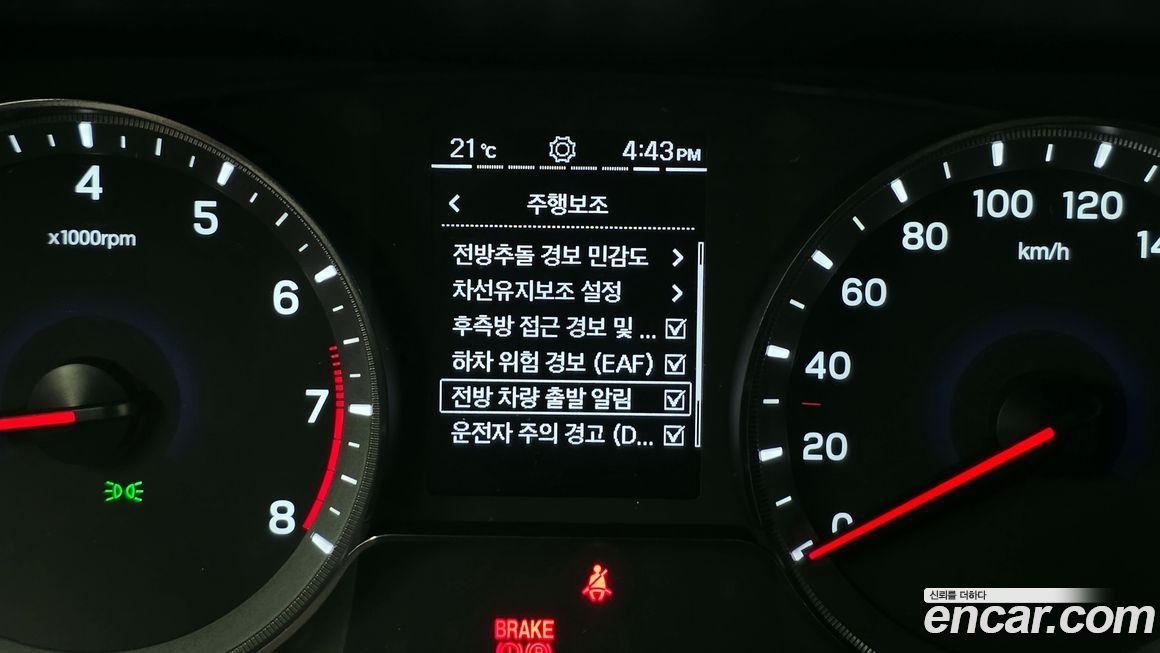 21℃
4:43PM
주행보조
전방추돌 경보 민감도
차선유지보조 설정
후측방 접근 경보 및 ...
하차 위험 경보 (EAF)
전방 차량 출발 알림
운전자 주의 경고 (D...
4
5
6
7
8
x1000rpm
0
20
40
60
80
100
120
km/h
BRAKE
신뢰를 더하다
encar.com